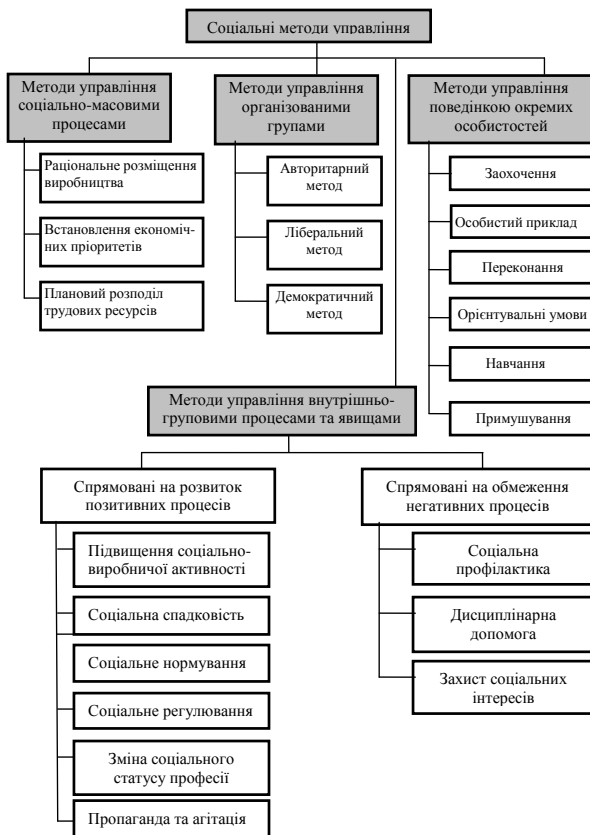 Соціальні методи управління
Методи управління
соціально-масовими
процесами
Раціональне розміщення
виробництва
Встановлення економіч-
них пріоритетів
Плановий розподіл
трудових ресурсів
Методи управління
організованими
групами
Авторитарний
метод
Ліберальний
метод
Демократичний
метод
Методи управління
поведінкою окремих
особистостей
Заохочення
Особистий приклад
Переконання
Орієнтувальні умови
Навчання
Примушування
Методи управління внутрішньо-
груповими процесами та явищами
Спрямовані на розвиток
позитивних процесів
Підвищення соціально-
виробничої активності
Соціальна спадковість
Соціальне нормування
Соціальне регулювання
Зміна соціального
статусу професії
Пропаганда та агітація
Спрямовані на обмеження
негативних процесів
Соціальна
профілактика
Дисциплінарна
допомога
Захист соціальних
інтересів